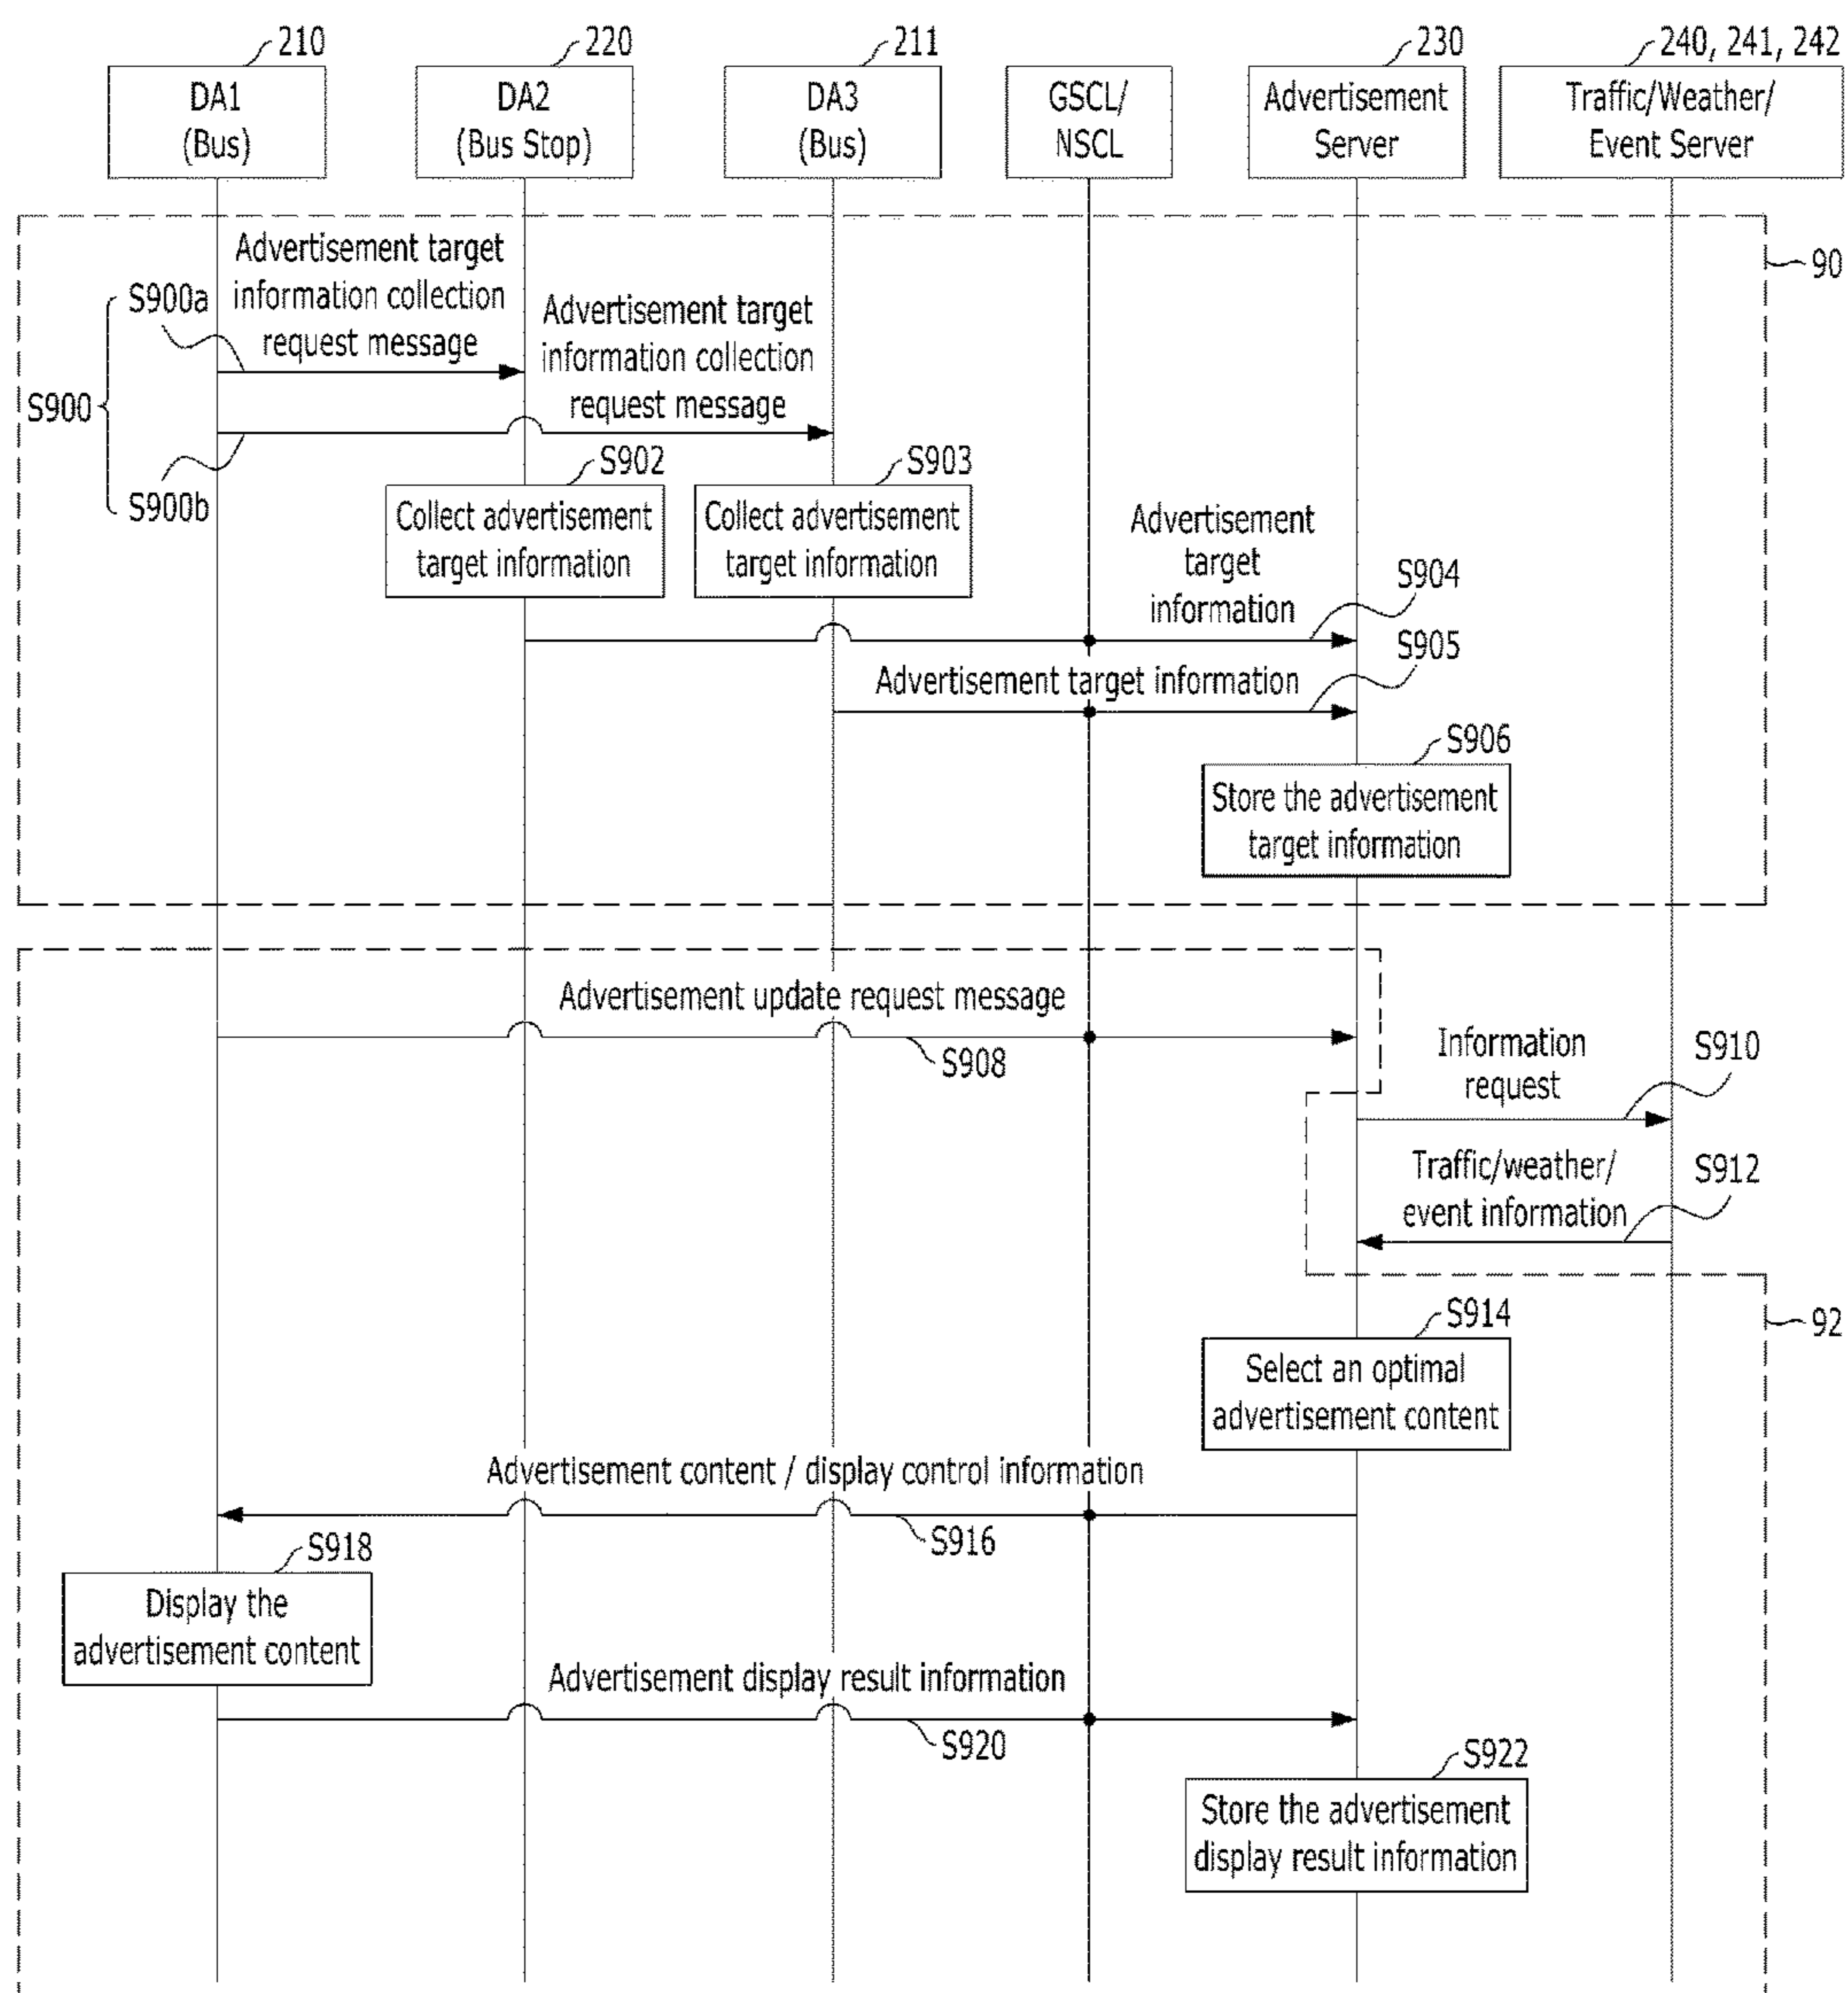 210
220
211
230
240, 241, 242
DA1
(Bus)
DA2
(Bus Stop)
DA3
(Bus)
GSCL/
NSCL
Advertisement
Server
Traffic/Weather/
Event Server
90
Advertisement target
information collection
request message
S900a
Advertisement target
information collection
request message
S900
S900b
S902
Collect advertisement
target information
S903
Collect advertisement
target information
Advertisement
target
information
S904
Advertisement target information
S905
S906
Store the advertisement
target information
Advertisement update request message
S908
Information
request
S910
Traffic/weather/
event information
S912
92
S914
Select an optimal
advertisement content
Advertisement content / display control information
S916
S918
Display the
advertisement content
Advertisement display result information
S920
S922
Store the advertisement
display result information